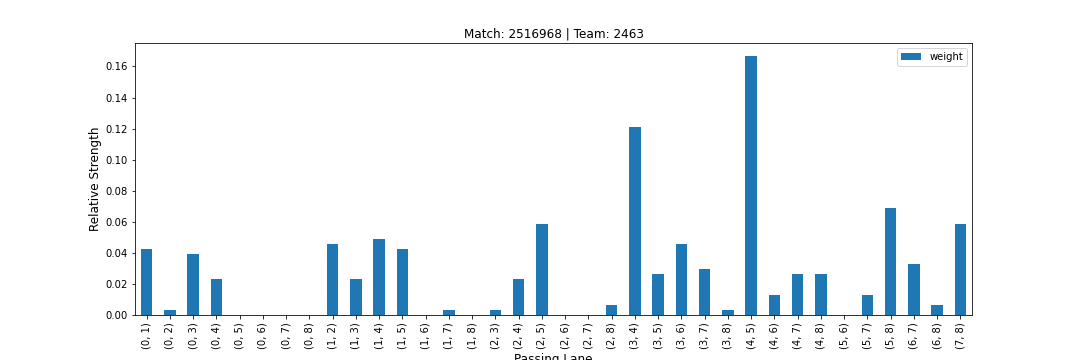 Match: 2516968 | Team: 2463
weight
Relative Strength
0.16
0.14
0.12
0.10
0.08
0.06
0.04
0.02
0.00
(0, 1) (0, 2) (0, 3) (0, 4) (0, 5) (0, 6) (0, 7) (0, 8) (1, 2) (1, 3) (1, 4) (1, 5) (1, 6) (1, 7) (1, 8) (2, 3) (2, 4) (2, 5) (2, 6) (2, 7) (2, 8) (3, 4) (3, 5) (3, 6) (3, 7) (3, 8) (4, 5) (4, 6) (4, 7) (4, 8) (5, 6) (5, 7) (5, 8) (6, 7) (6, 8) (7, 8)
Passing Lane